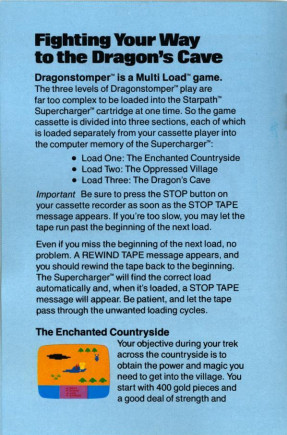 Fighting Your Way
to the Dragon's Cave
Dragonstomper™ is a Multi Load™ game.
The three levels of Dragonstomper™ play are
far too complex to be loaded into the Starpath™
Supercharger™ cartridge at one time. So the game
cassette is divided into three sections, each of which
is loaded separately from your cassette player into
the computer memory of the Supercharger™:
● Load One: The Enchanted Countryside
● Load Two: The Oppressed Village
● Load Three: The Dragon's Cave
Important Be sure to press the STOP button on
your cassette recorder as soon as the STOP TAPE
message appears. If you're too slow, you may let the
tape run past the beginning of the next load.
Even if you miss the beginning of the next load, no
problem. A REWIND TAPE message appears, and
you should rewind the tape back to the beginning.
The Supercharger™ will find the correct load
automatically and, when it's loaded, a STOP TAPE
message will appear. Be patient, and let the tape
pass through the unwanted loading cycles.
The Enchanted Countryside
Your objective during your trek
across the countryside is to
obtain the power and magic you
need to get into the village. You
start with 400 gold pieces and
a good deal of strength and